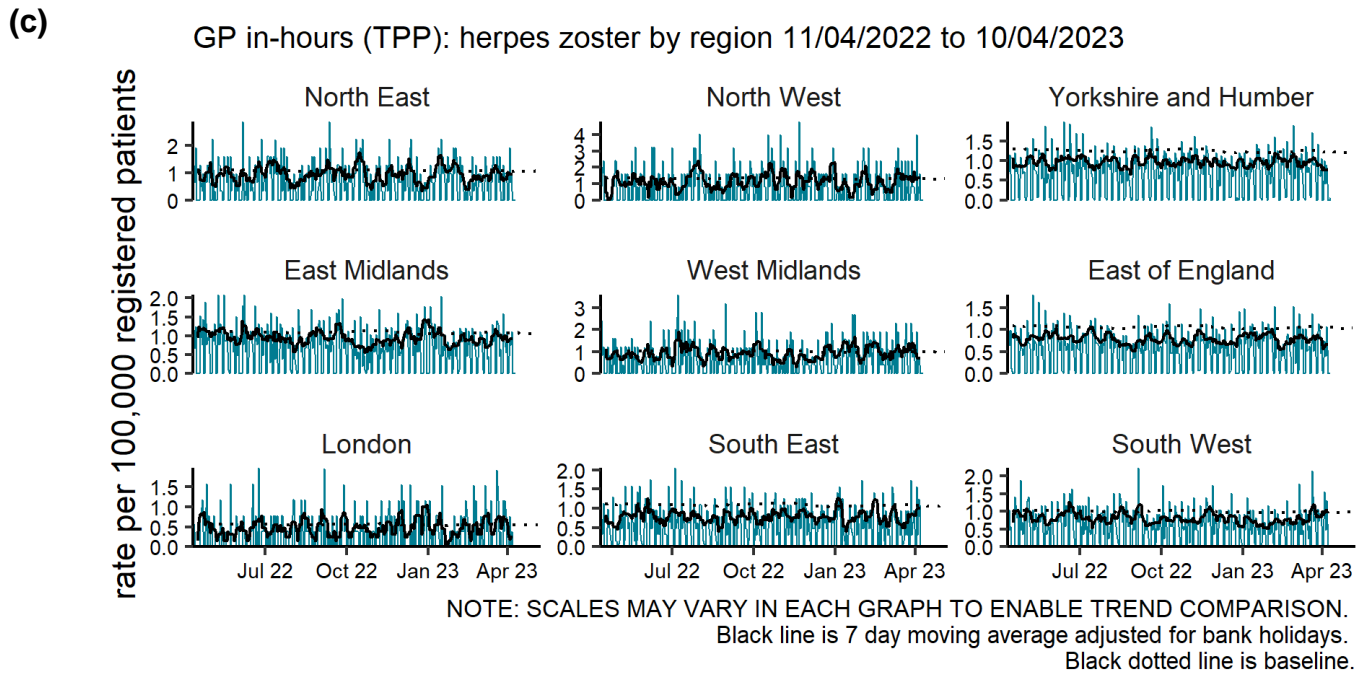 (c)
GP in-hours (TPP): herpes zoster by region 11/04/2022 to 10/04/2023
rate per 100,000 registered patients
North East
2
1
0
North West
4
3
2
1
0
Yorkshire and Humber
1.5
1.0
0.5
0.0
East Midlands
2.0
1.5
1.0
0.5
0.0
West Midlands
3
2
1
0
East of England
1.5
1.0
0.5
0.0
London
1.5
1.0
0.5
0.0
Jul 22 Oct 22 Jan 23 Apr 23
South East
2.0
1.5
1.0
0.5
0.0
Jul 22 Oct 22 Jan 23 Apr 23
South West
2.0
1.5
1.0
0.5
0.0
Jul 22 Oct 22 Jan 23 Apr 23
NOTE: SCALES MAY VARY IN EACH GRAPH TO ENABLE TREND COMPARISON.
Black line is 7 day moving average adjusted for bank holidays.
Black dotted line is baseline.